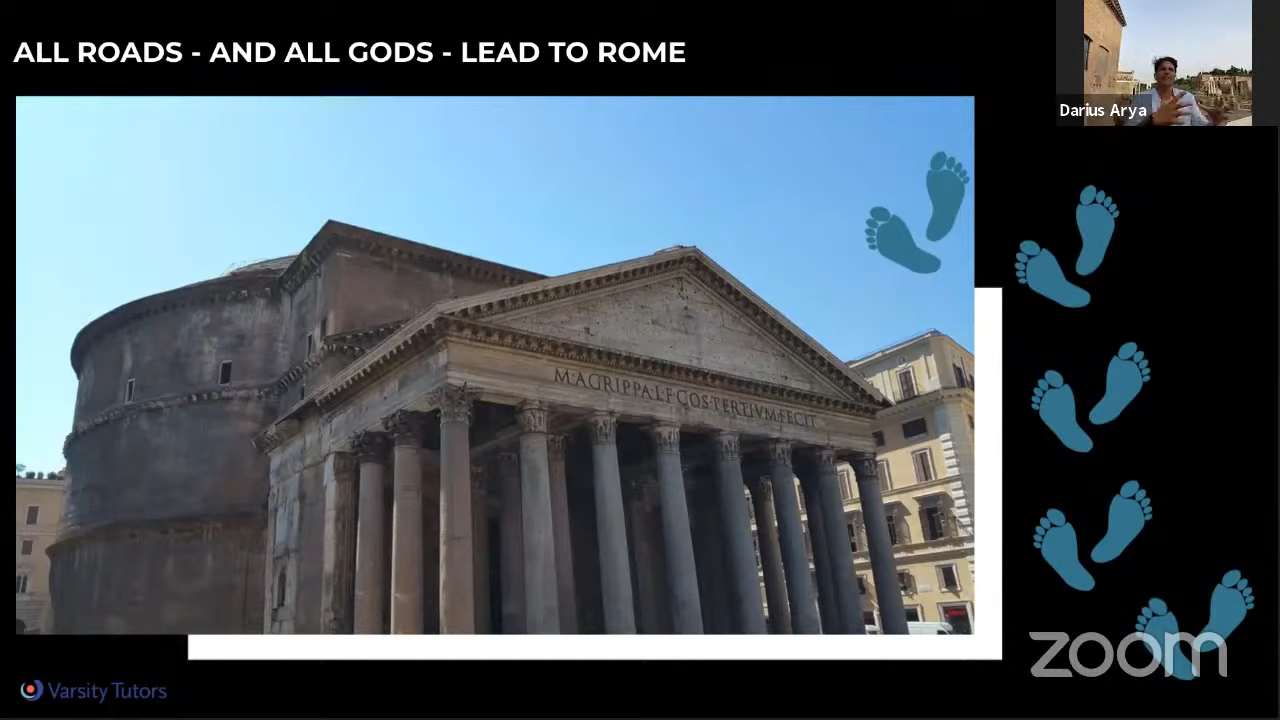 ALL ROADS - AND ALL GODS - LEAD TO ROME
Darius Arya
M·AGRIPPA·L·F·COS·TERTIVM·FECIT
Varsity Tutors
zoom